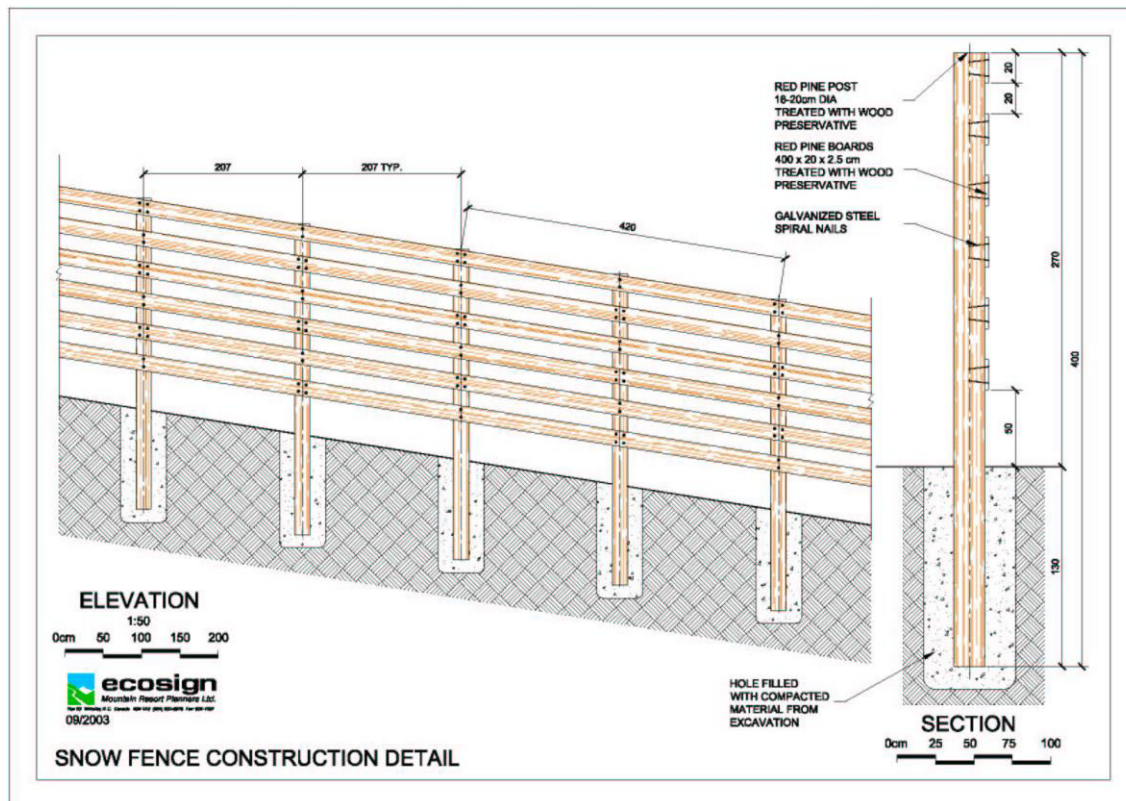 RED PINE POST
18-20cm DIA
TREATED WITH WOOD
PRESERVATIVE
RED PINE BOARDS
400 x 20 x 2.5 cm
TREATED WITH WOOD
PRESERVATIVE
GALVANIZED STEEL
SPIRAL NAILS
20
20
270
400
50
130
207
207 TYP.
420
ELEVATION
1:50
0cm 50 100 150 200
ecosign
Mountain Resort Planners Ltd.
09/2003
SNOW FENCE CONSTRUCTION DETAIL
HOLE FILLED
WITH COMPACTED
MATERIAL FROM
EXCAVATION
SECTION
0cm 25 50 75 100